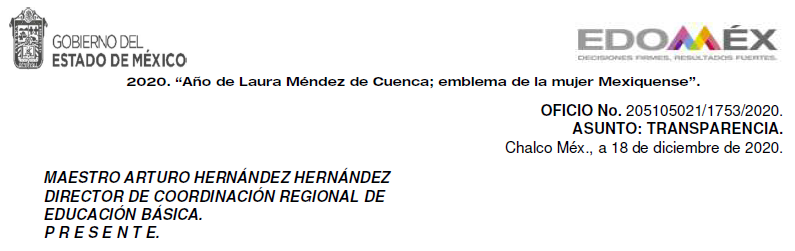 GOBIERNO DEL
ESTADO DE MÉXICO
EDOMÉX
DECISIONES FIRMES, RESULTADOS FUERTES.
2020. “Año de Laura Méndez de Cuenca; emblema de la mujer Mexiquense”.
OFICIO No. 205105021/1753/2020.
ASUNTO: TRANSPARENCIA.
Chalco Méx., a 18 de diciembre de 2020.
MAESTRO ARTURO HERNÁNDEZ HERNÁNDEZ
DIRECTOR DE COORDINACIÓN REGIONAL DE
EDUCACIÓN BÁSICA.
P R E S E N T E.